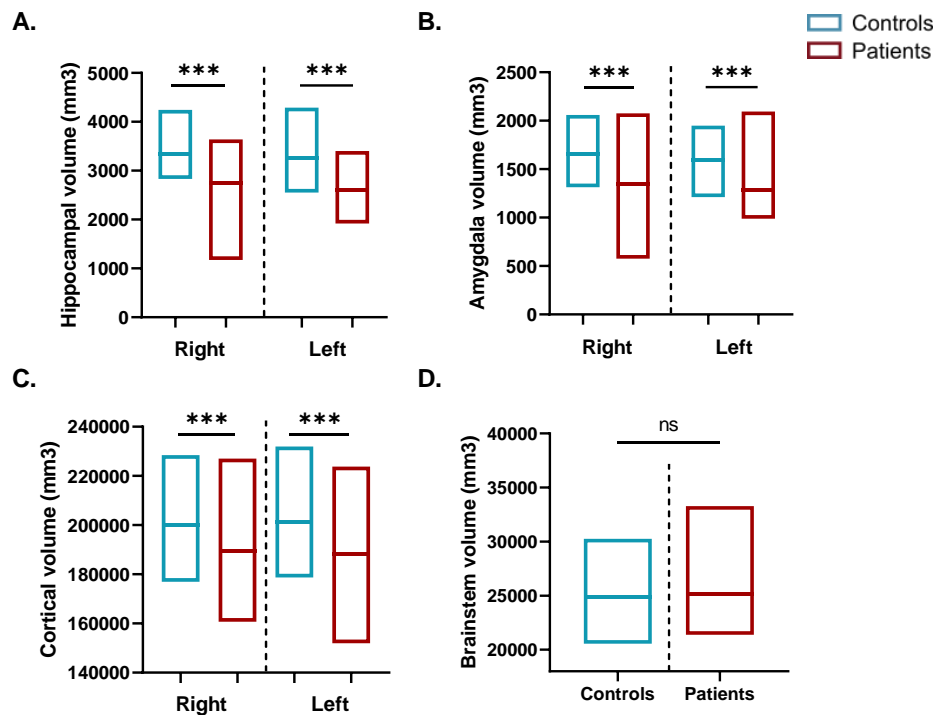 A.
B.
Controls
Patients
Hippocampal volume (mm3)
5000
4000
3000
2000
1000
0
***
***
Right
Left
Amygdala volume (mm3)
2500
2000
1500
1000
500
0
***
***
Right
Left
C.
D.
Cortical volume (mm3)
240000
220000
200000
180000
160000
140000
***
***
Right
Left
Brainstem volume (mm3)
40000
35000
30000
25000
20000
ns
Controls
Patients